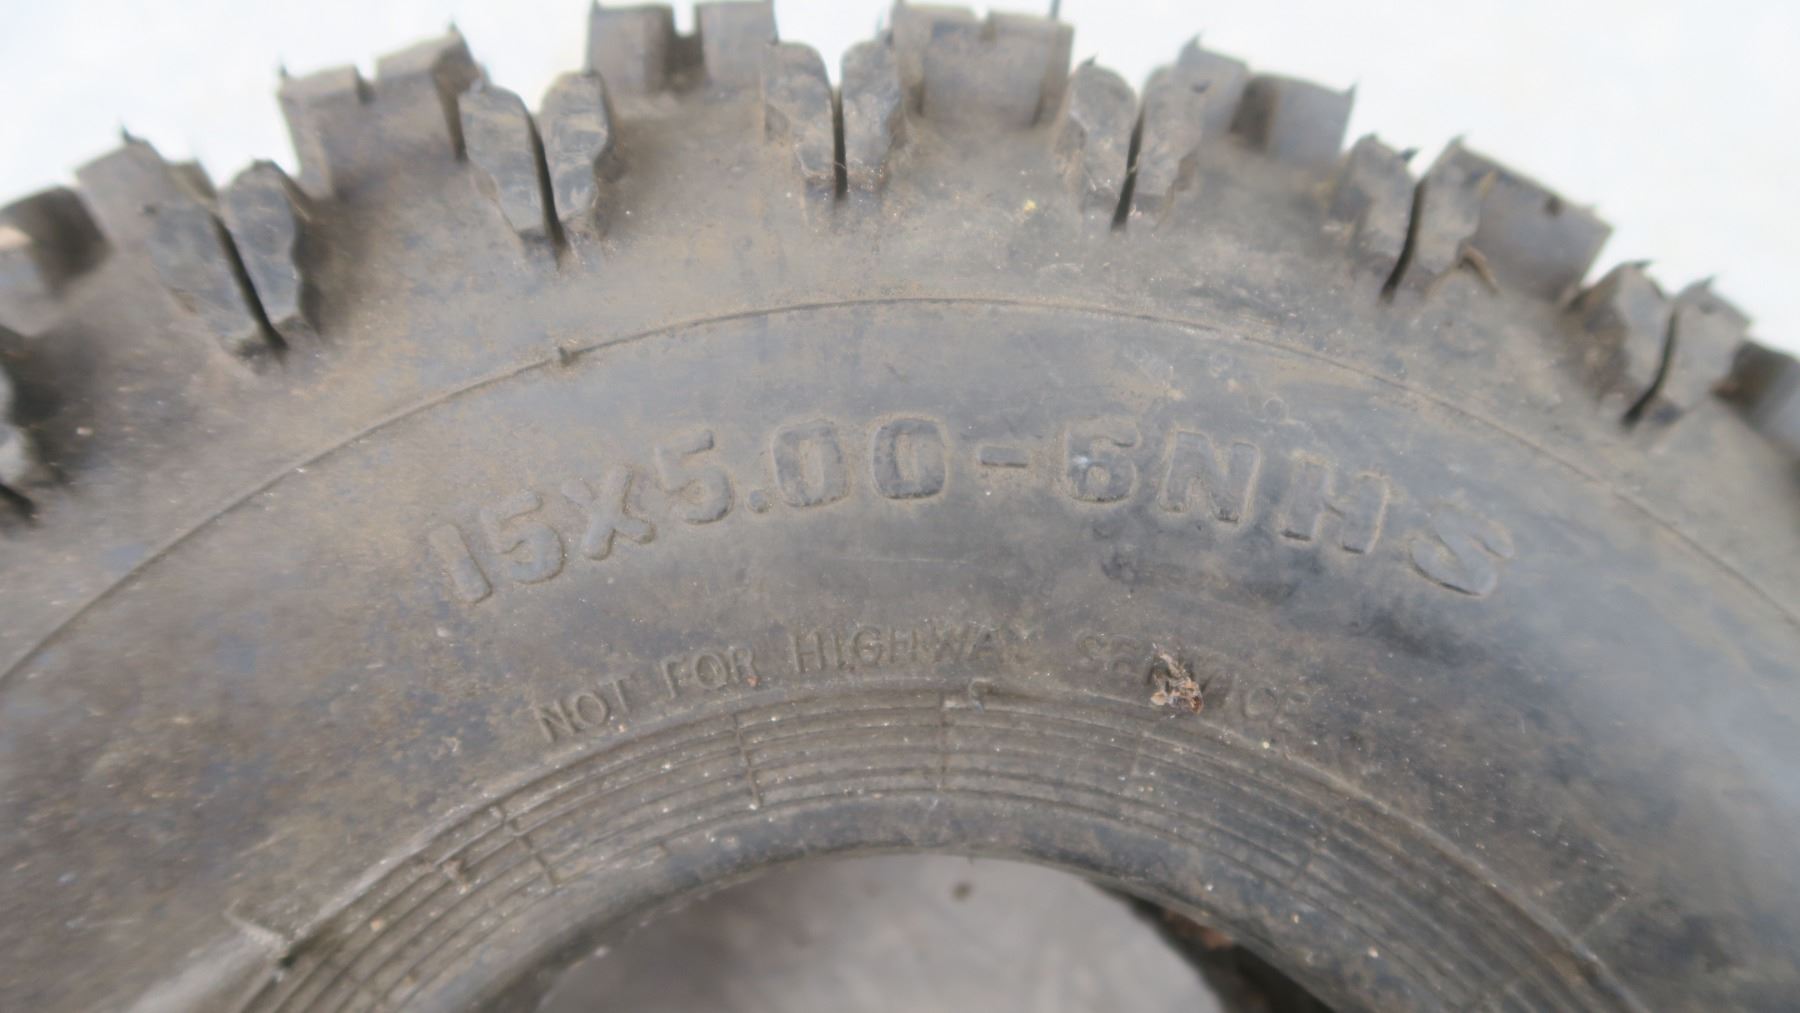 15X5.00-6NHS
NOT FOR HIGHWAY SERVICE